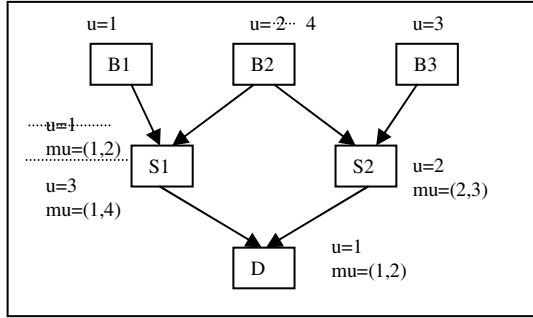 u=1
u= 2 4
u=3
B1
B2
B3
u=1
mu=(1,2)
S1
S2
u=2
mu=(2,3)
u=3
mu=(1,4)
D
u=1
mu=(1,2)